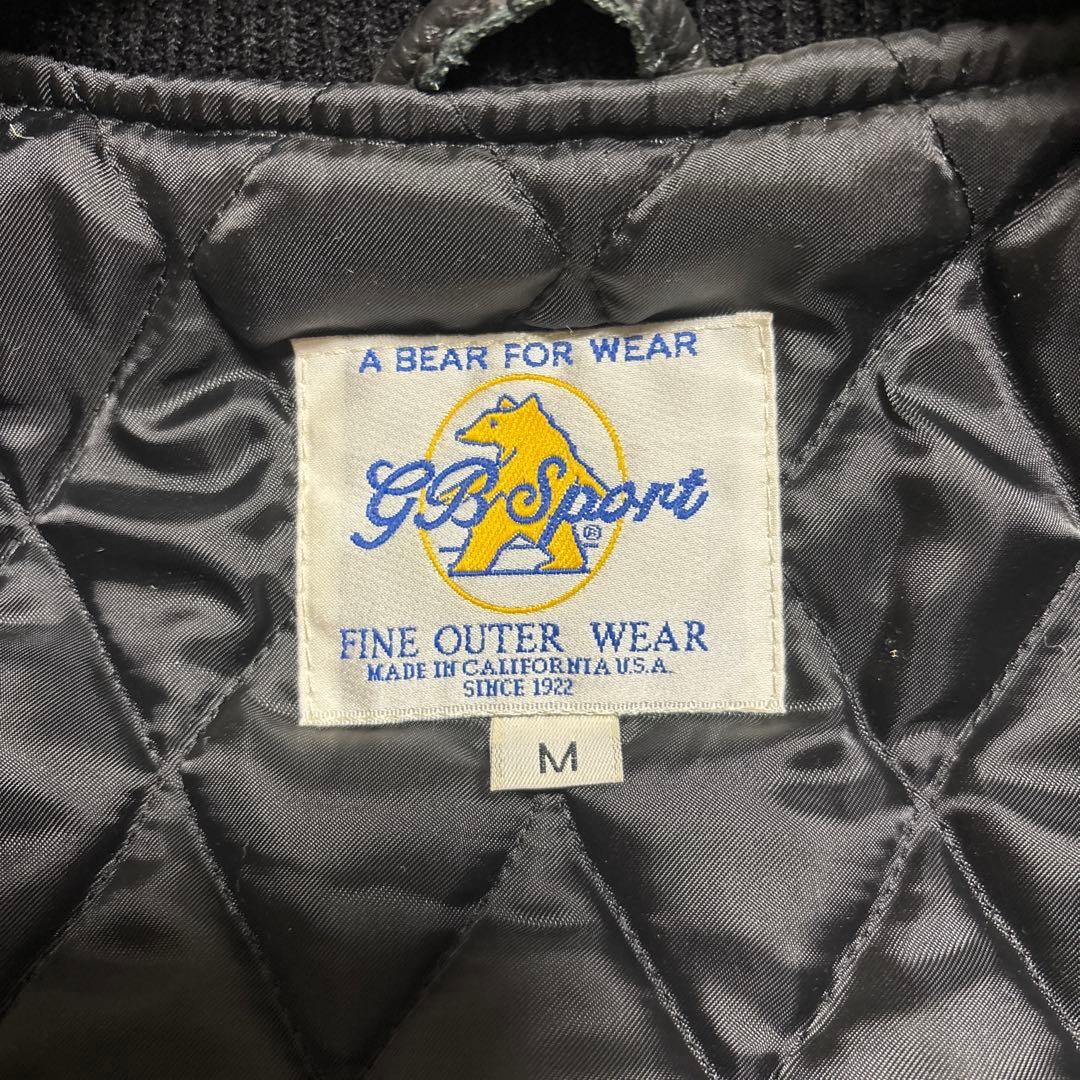 A BEAR FOR WEAR
GB Sport ®
FINE OUTER WEAR
MADE IN CALIFORNIA U.S.A.
SINCE 1922
M